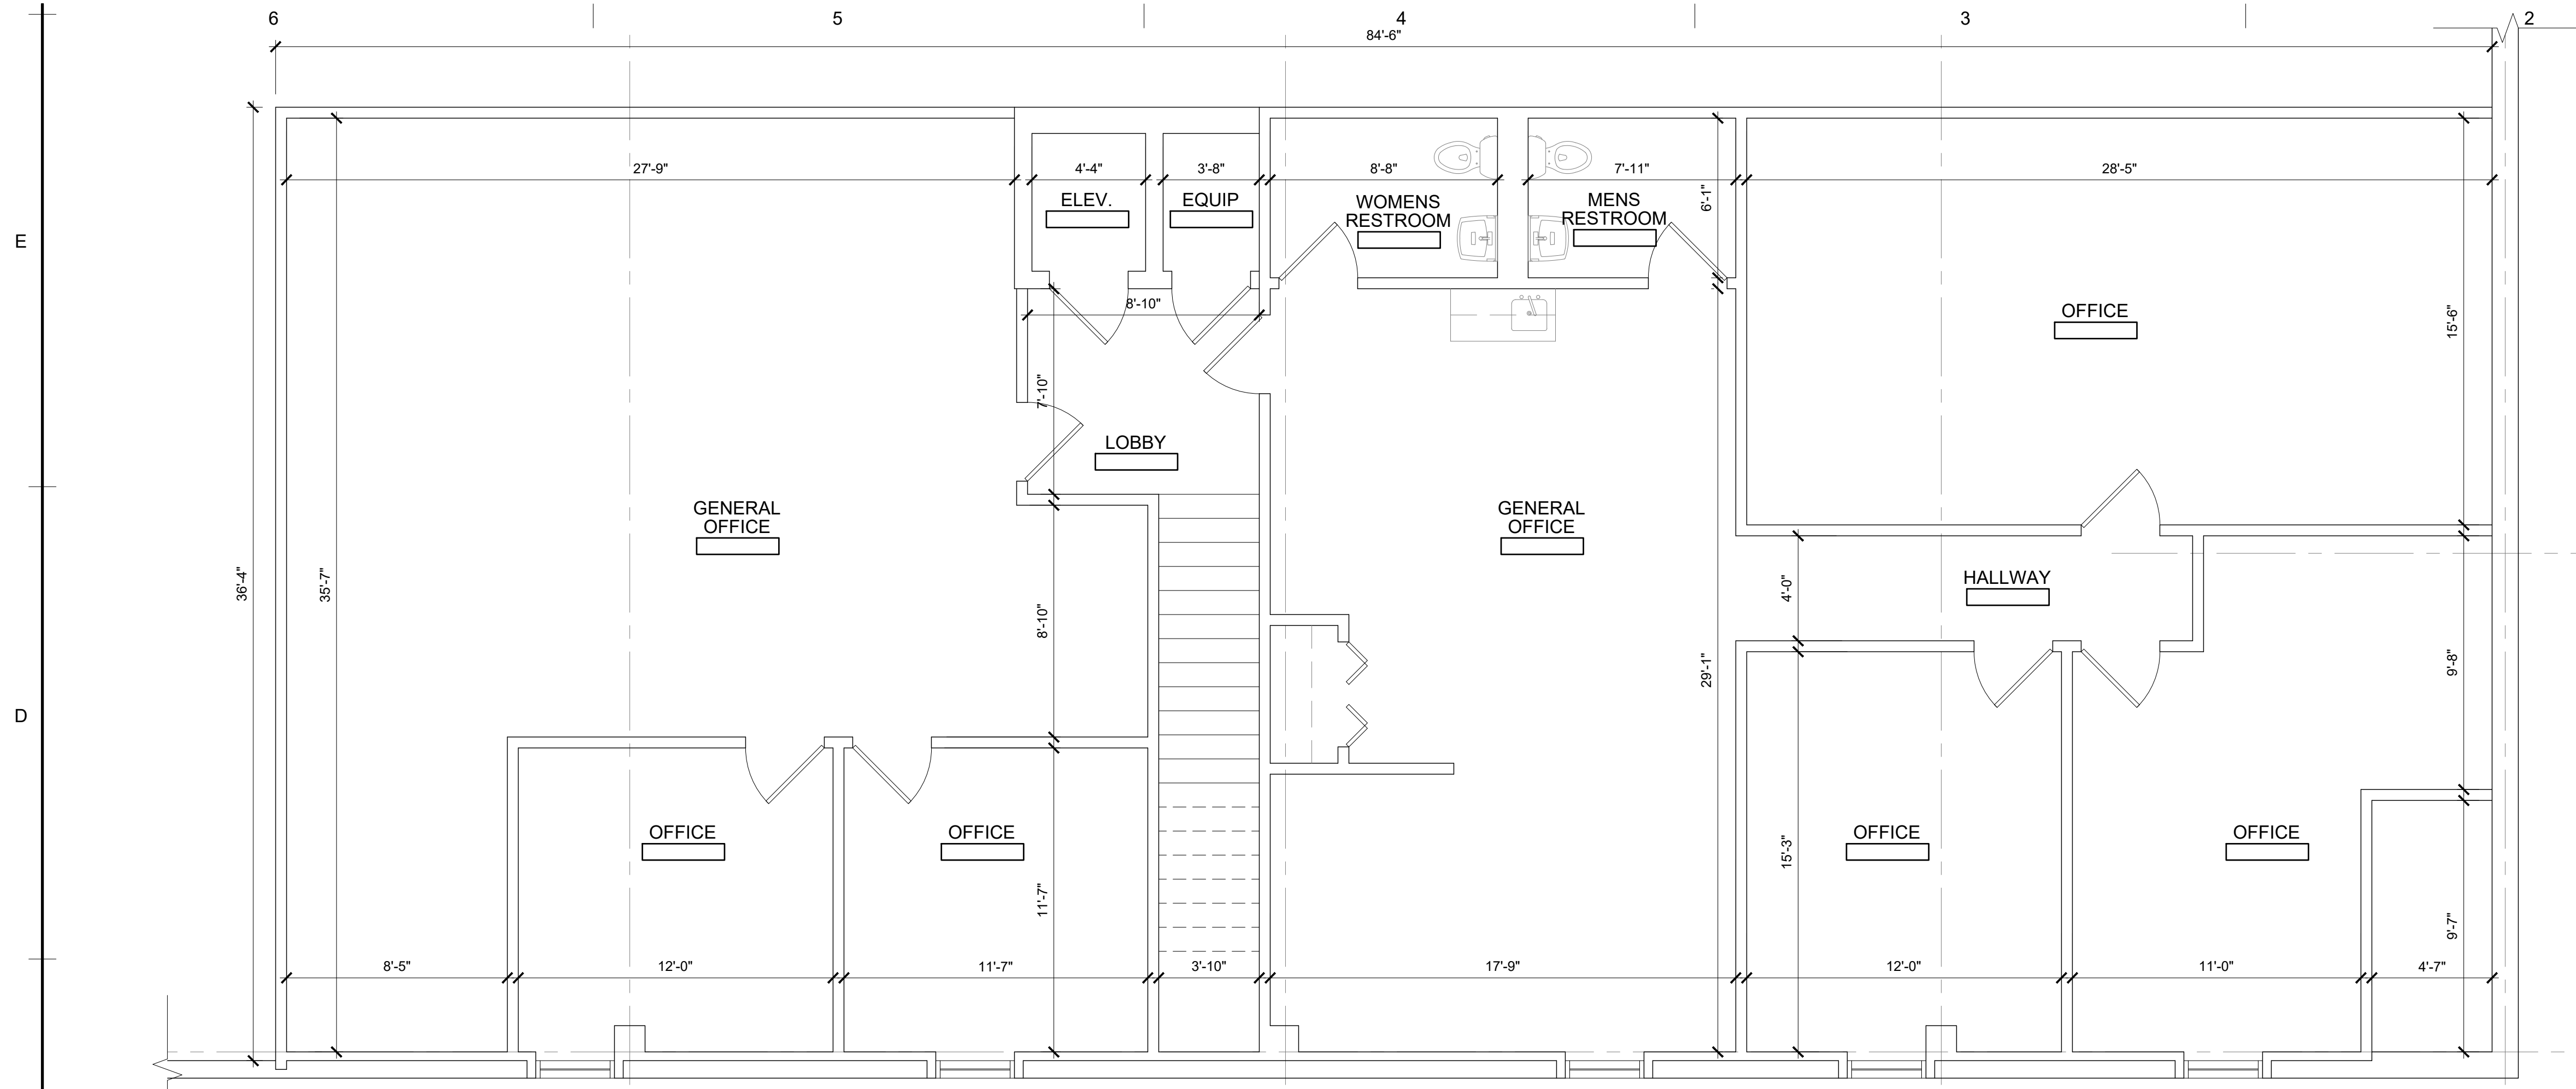 6 5 4 3 2
84'-6"
27'-9" 4'-4" 3'-8" 8'-8" 7'-11" 28'-5"
6'-1"
ELEV.
EQUIP
WOMENS
RESTROOM
MENS
RESTROOM
E
8'-10"
OFFICE
15'-6"
7'-10"
LOBBY
GENERAL
OFFICE
GENERAL
OFFICE
36'-4"
35'-7"
4'-0"
HALLWAY
8'-10"
29'-1"
9'-8"
D
OFFICE
OFFICE
OFFICE
OFFICE
15'-3"
11'-7"
9'-7"
8'-5" 12'-0" 11'-7" 3'-10" 17'-9" 12'-0" 11'-0" 4'-7"